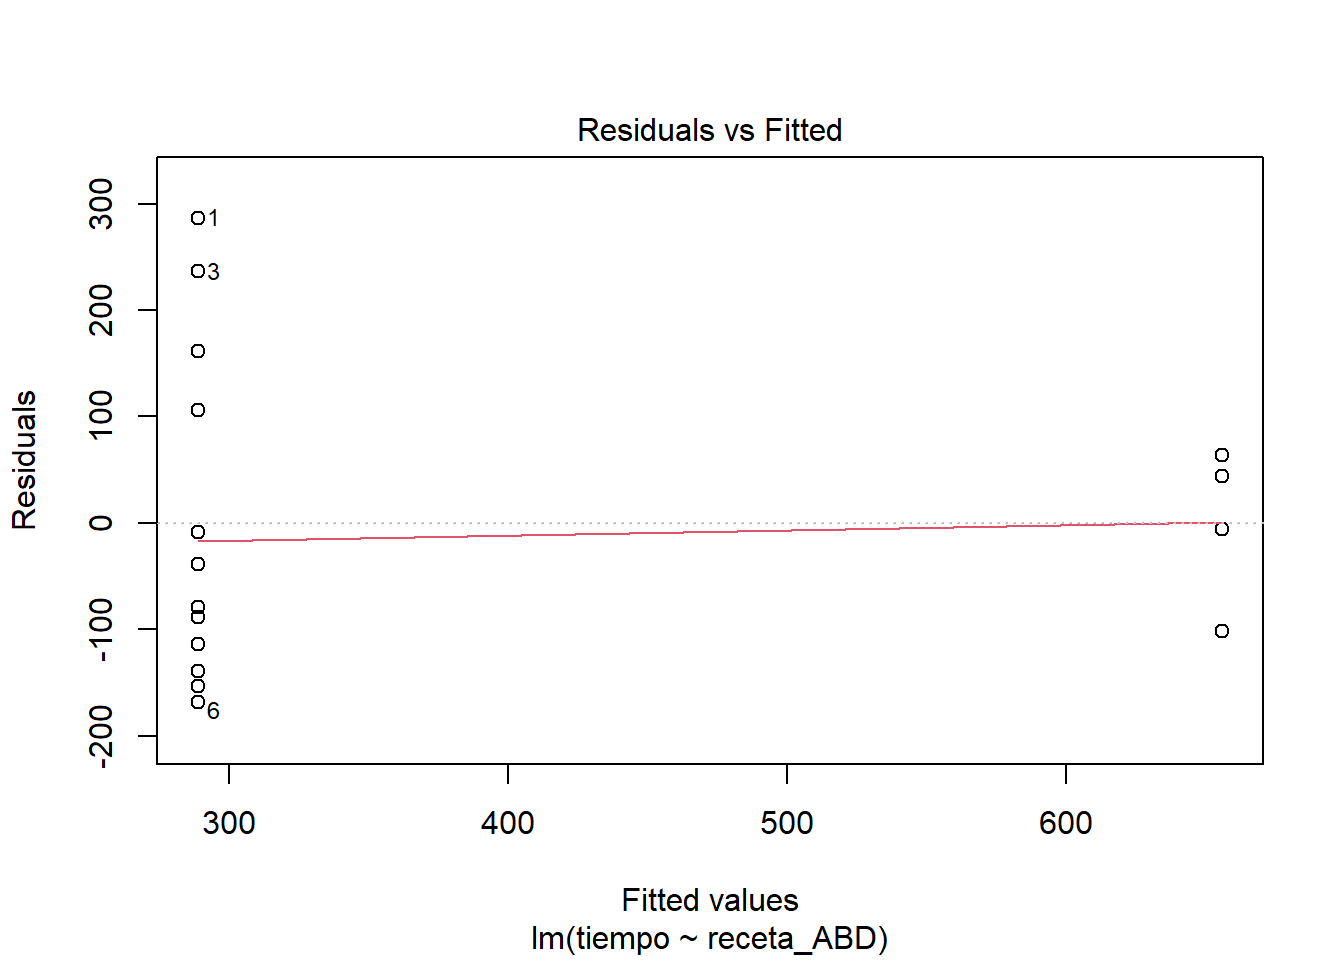 Residuals vs Fitted
300
200
100
0
-100
-200
Residuals
1
3
6
300 400 500 600
Fitted values
lm(tiempo ~ receta_ABD)